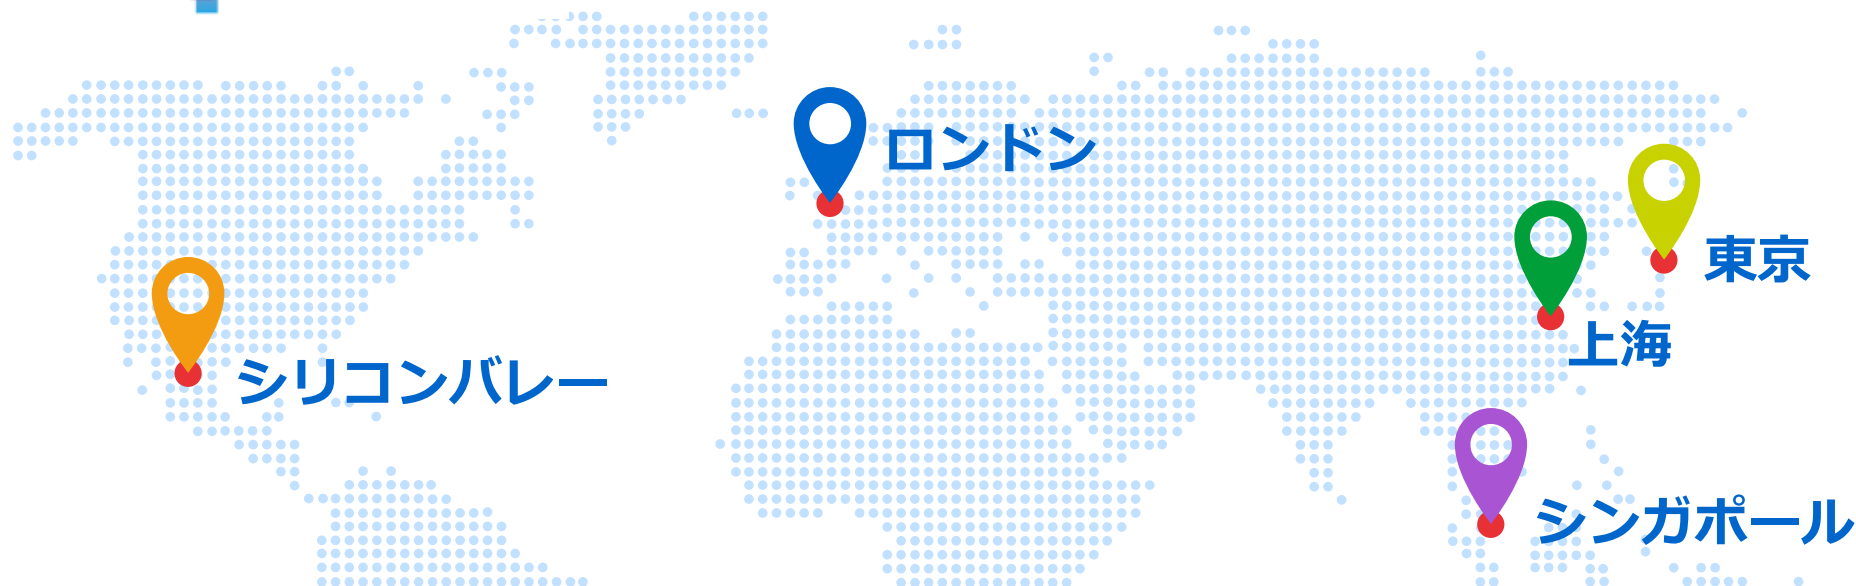 ロンドン
東京
上海
シリコンバレー
シンガポール